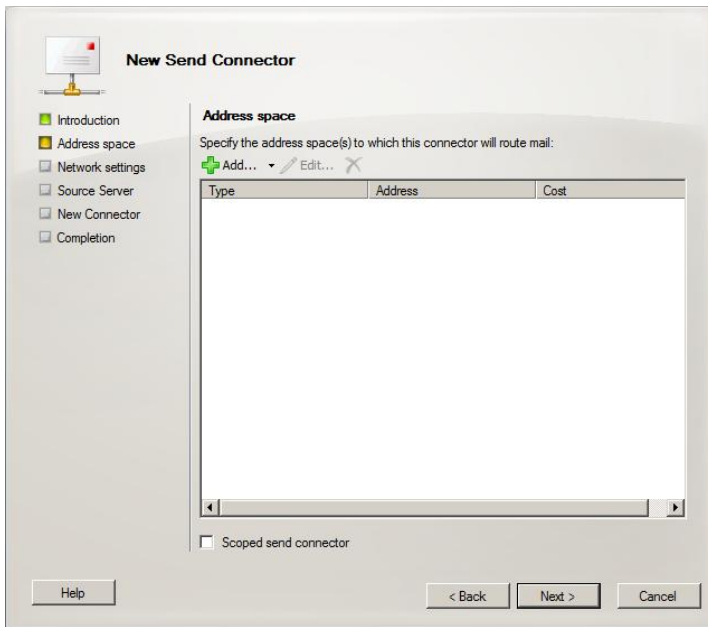 New Send Connector
Introduction
Address space
Network settings
Source Server
New Connector
Completion
Address space
Specify the address space(s) to which this connector will route mail:
Add... Edit...
Type Address Cost
Scoped send connector
Help < Back Next > Cancel